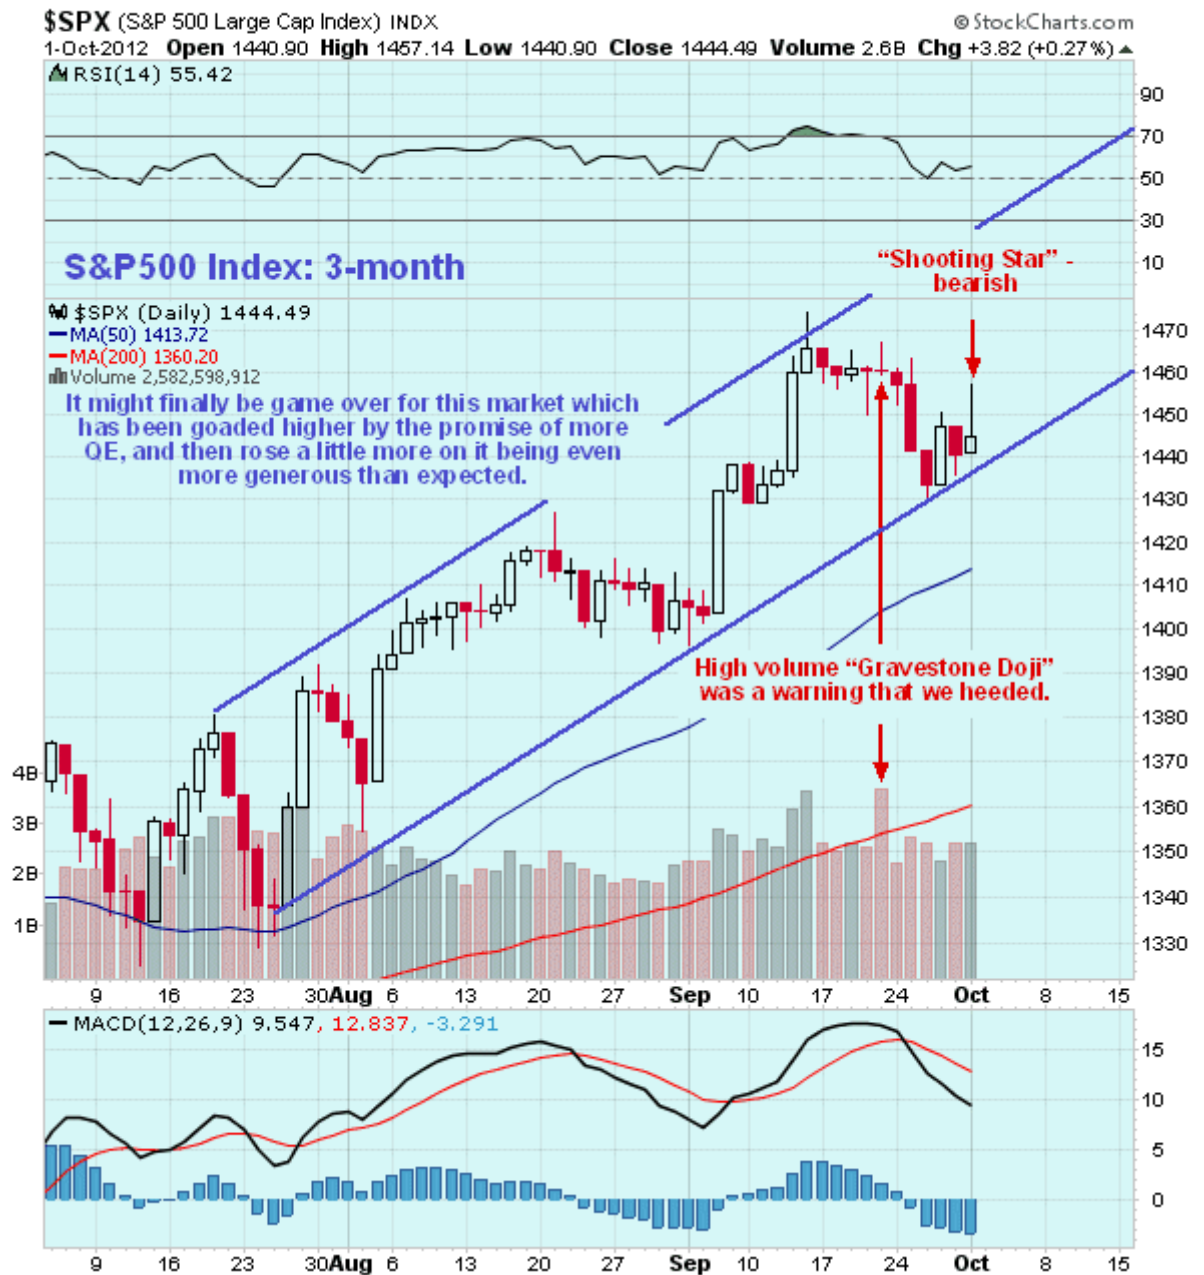 $SPX (S&P 500 Large Cap Index) INDX
© StockCharts.com
1-Oct-2012 Open 1440.90 High 1457.14 Low 1440.90 Close 1444.49 Volume 2.6B Chg +3.82 (+0.27%)
RSI(14) 55.42
90
70
50
30
10
S&P500 Index: 3-month
"Shooting Star" -
bearish
$SPX (Daily) 1444.49
MA(50) 1413.72
MA(200) 1360.20
Volume 2,582,598,912
It might finally be game over for this market which
has been goaded higher by the promise of more
QE, and then rose a little more on it being even
more generous than expected.
1470
1460
1450
1440
1430
1420
1410
1400
1390
1380
1370
1360
1350
1340
1330
High volume "Gravestone Doji"
was a warning that we heeded.
4B
3B
2B
1B
9 16 23 30 Aug 6 13 20 27 Sep 10 17 24 Oct 8 15
MACD(12,26,9) 9.547, 12.837, -3.291
15
10
5
0
9 16 23 30 Aug 6 13 20 27 Sep 10 17 24 Oct 8 15